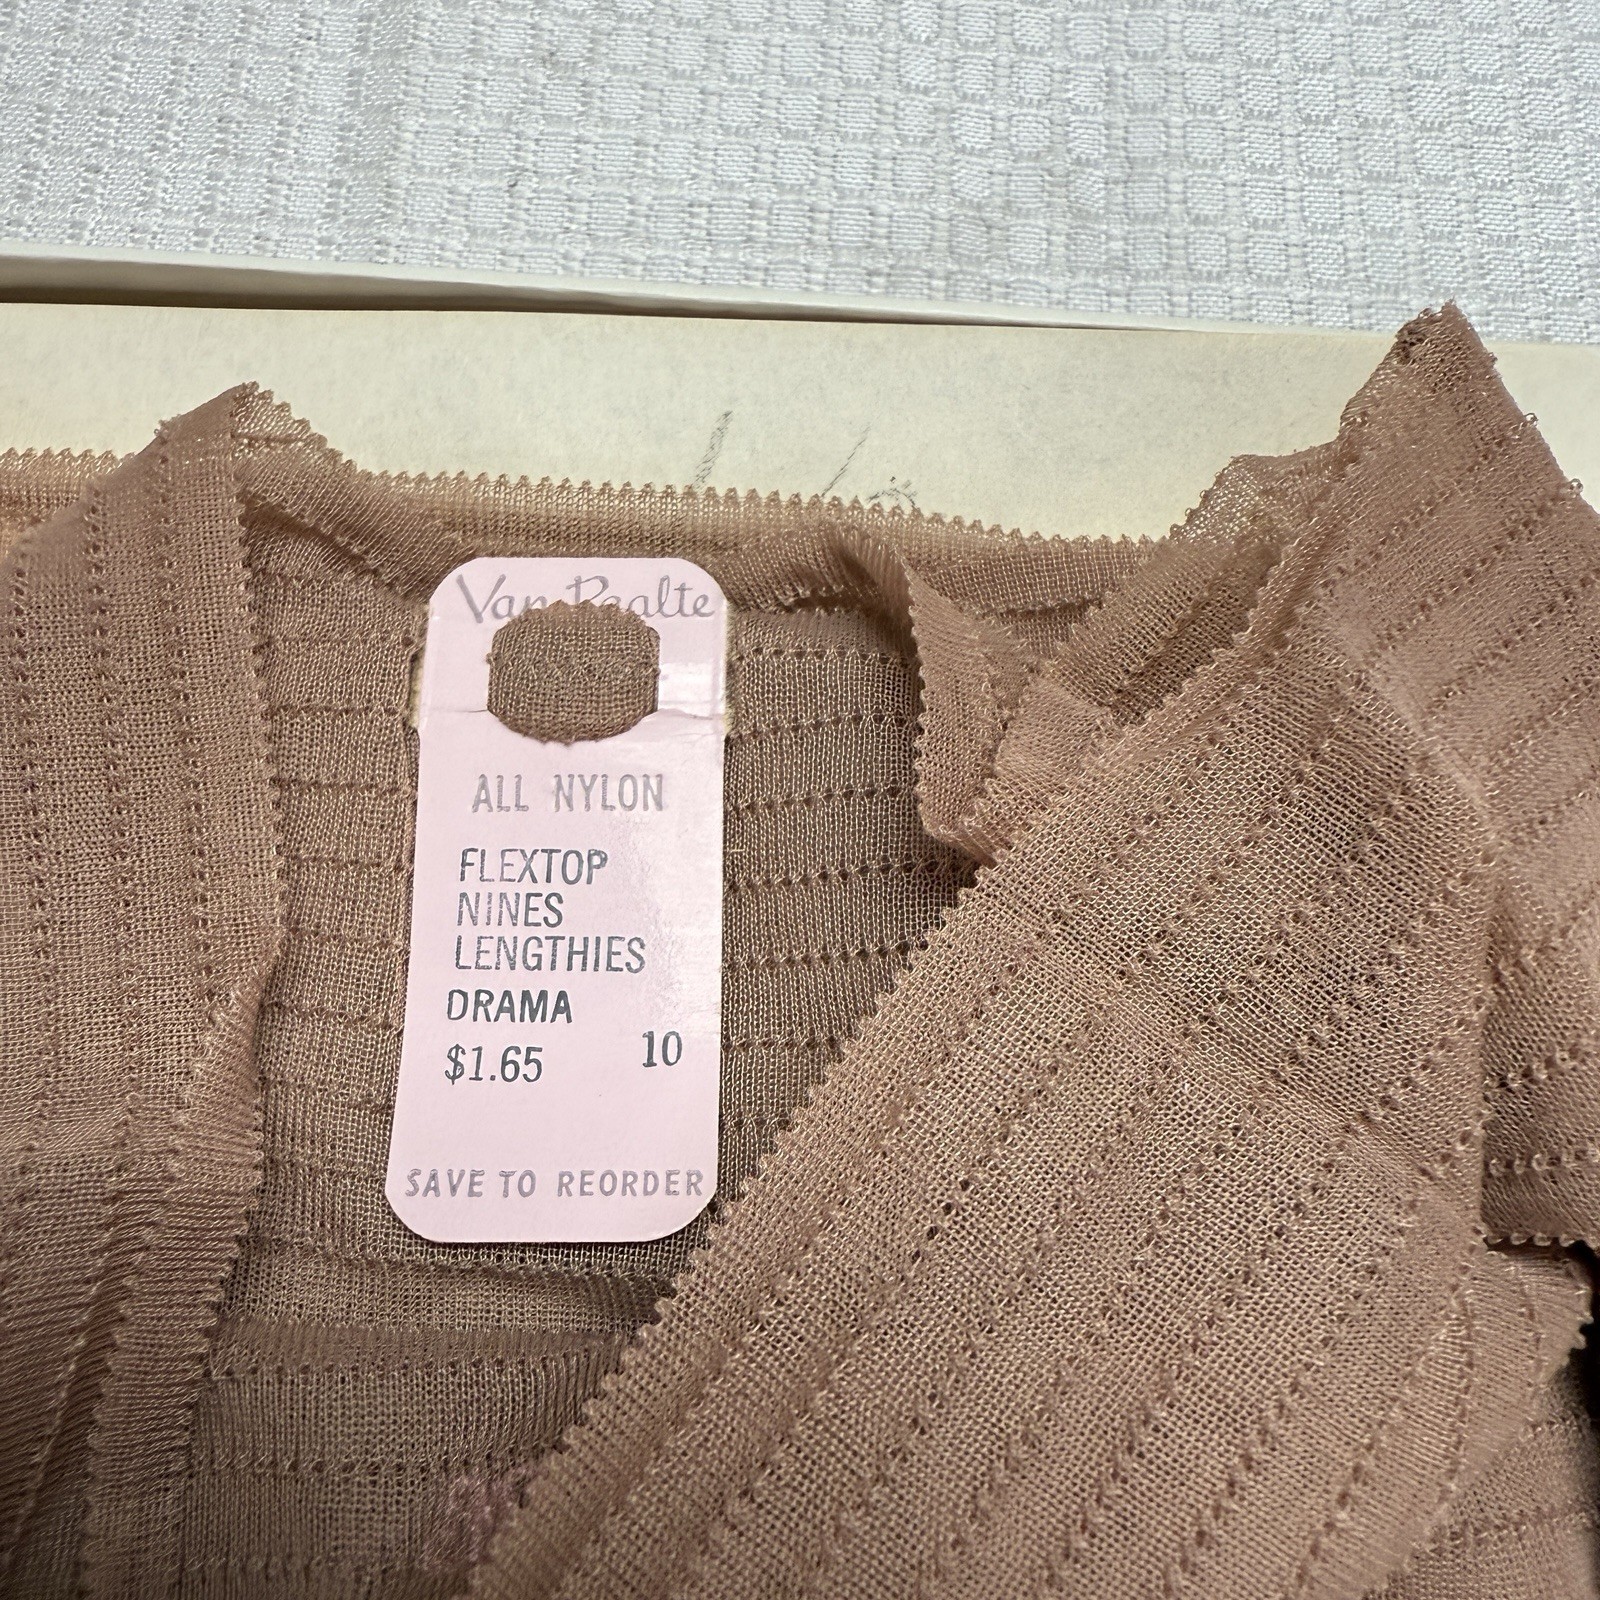 Van Raalte
ALL NYLON
FLEXTOP
NINES
LENGTHIES
DRAMA
$1.65 10
SAVE TO REORDER